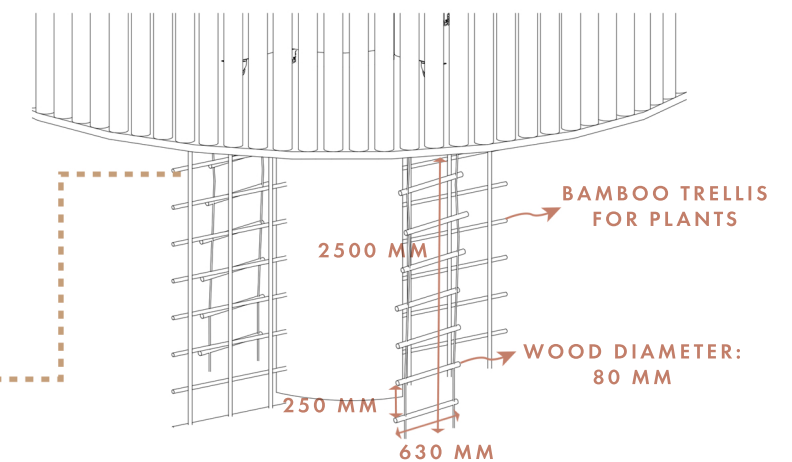 BAMBOO TRELLIS
FOR PLANTS
2500 MM
WOOD DIAMETER:
80 MM
250 MM
630 MM